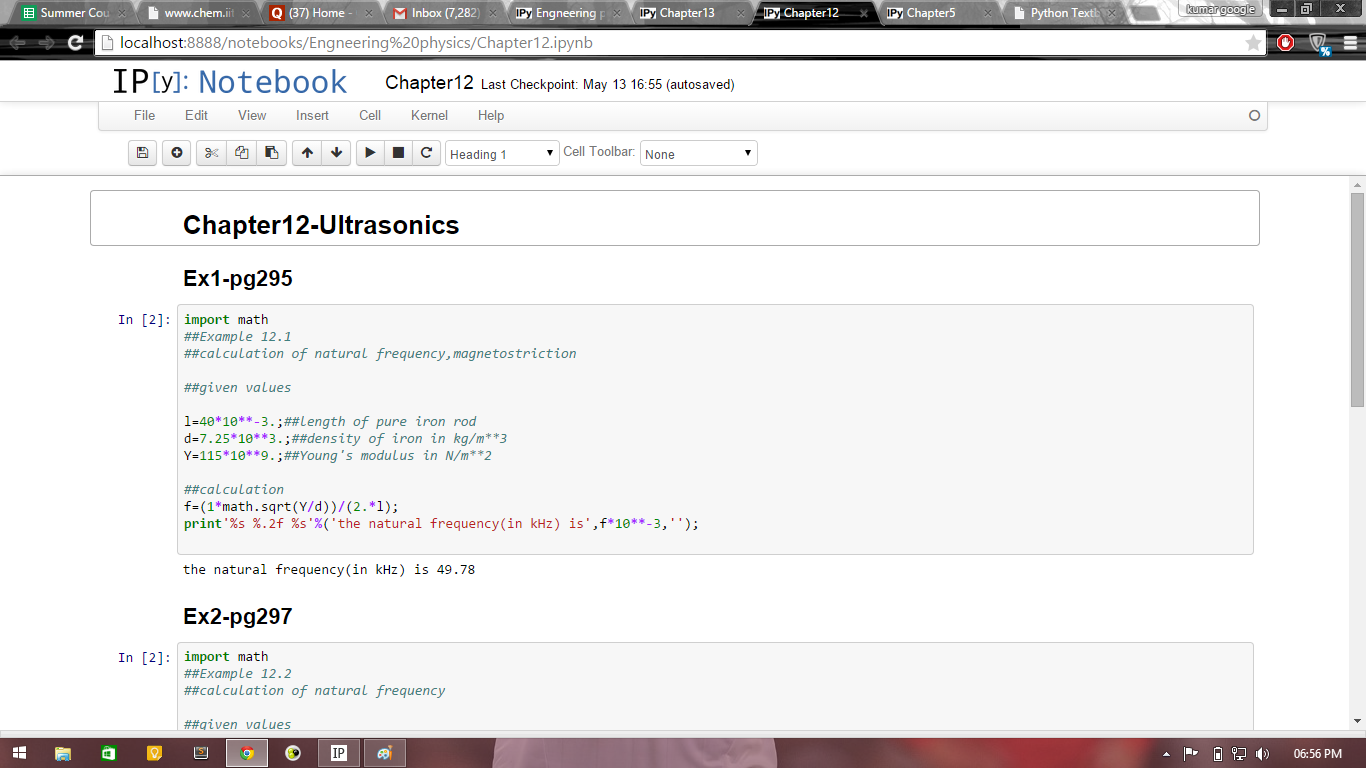 Summer Cou
www.chem.iit
(37) Home -
Inbox (7,282)
IPy Engneering p
IPy Chapter13
IPy Chapter12
IPy Chapter5
Python Textb
kumar google
localhost:8888/notebooks/Engneering%20physics/Chapter12.ipynb
IP[y]: Notebook
Chapter12 Last Checkpoint: May 13 16:55 (autosaved)
File Edit View Insert Cell Kernel Help
Heading 1 Cell Toolbar: None
Chapter12-Ultrasonics
Ex1-pg295
In [2]: import math
##Example 12.1
##calculation of natural frequency,magnetostriction
##given values
l=40*10**-3.;##length of pure iron rod
d=7.25*10**3.;##density of iron in kg/m**3
Y=115*10**9.;##Young's modulus in N/m**2
##calculation
f=(1*math.sqrt(Y/d))/(2.*l);
print'%s %.2f %s'%('the natural frequency(in kHz) is',f*10**-3,'');
the natural frequency(in kHz) is 49.78
Ex2-pg297
In [2]: import math
##Example 12.2
##calculation of natural frequency
##given values
IP
06:56 PM